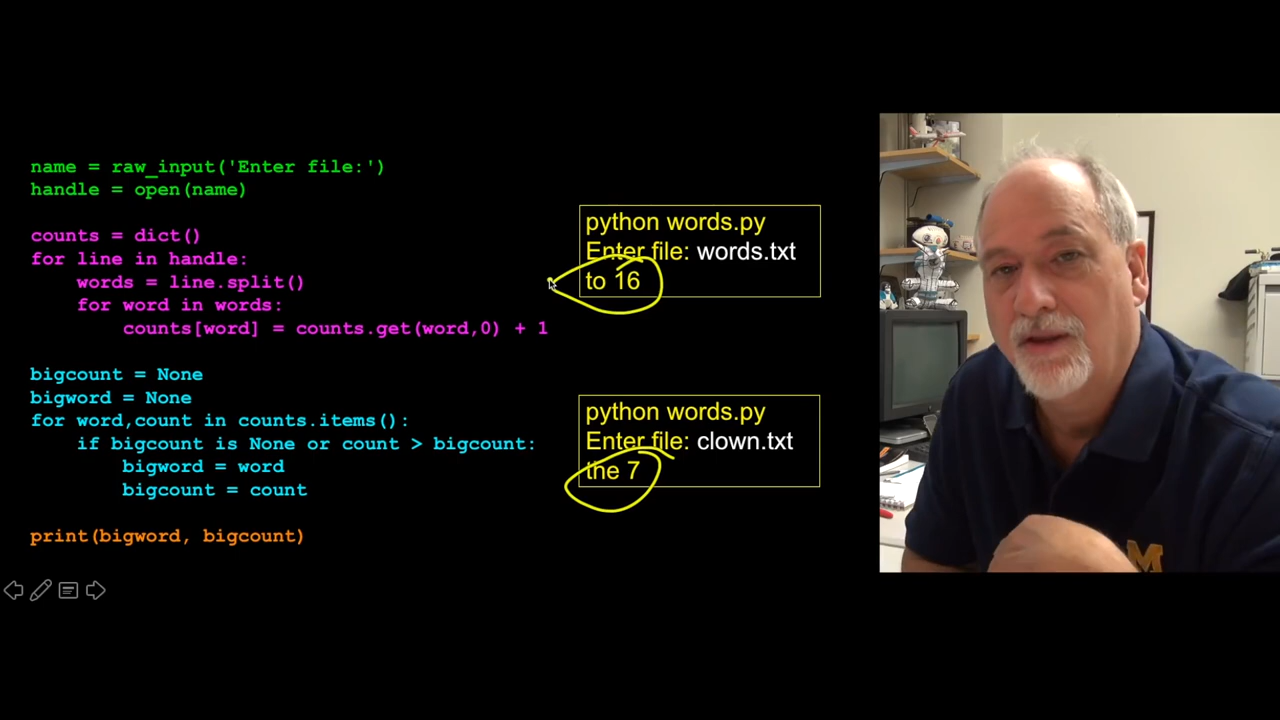 name = raw_input('Enter file:')
handle = open(name)
counts = dict()
for line in handle:
    words = line.split()
    for word in words:
        counts[word] = counts.get(word,0) + 1
bigcount = None
bigword = None
for word,count in counts.items():
    if bigcount is None or count > bigcount:
        bigword = word
        bigcount = count
print(bigword, bigcount)
python words.py
Enter file: words.txt
to 16
python words.py
Enter file: clown.txt
the 7
M